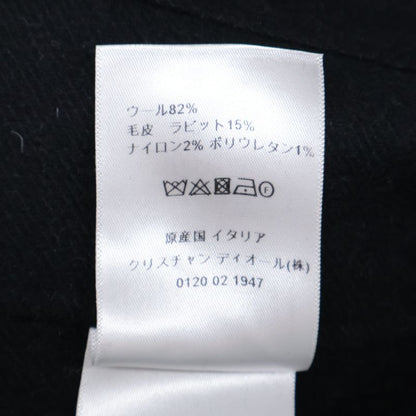 ウール82%
毛皮 ラビット15%
ナイロン2% ポリウレタン1%
F
原産国 イタリア
クリスチャン ディオール(株)
0120 02 1947